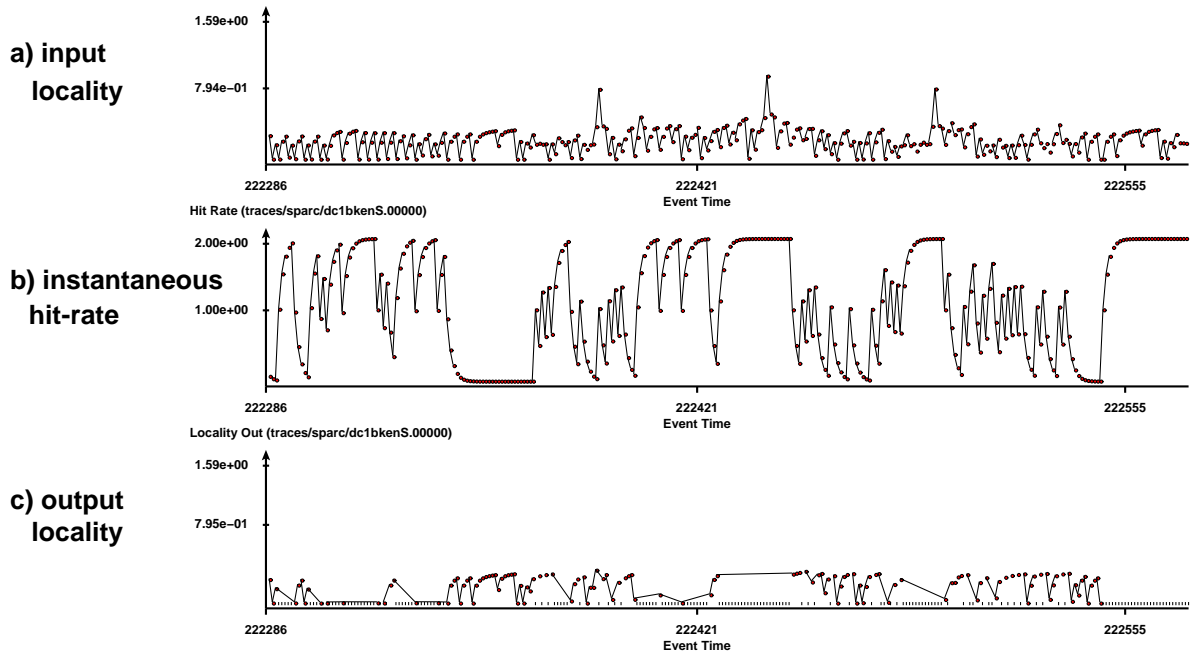 1.59e+00
a) input
locality
7.94e−01
222286
222421
222555
Event Time
Hit Rate (traces/sparc/dc1bkenS.00000)
2.00e+00
b) instantaneous
hit-rate
1.00e+00
222286
222421
222555
Event Time
Locality Out (traces/sparc/dc1bkenS.00000)
1.59e+00
c) output
locality
7.95e−01
222286
222421
222555
Event Time